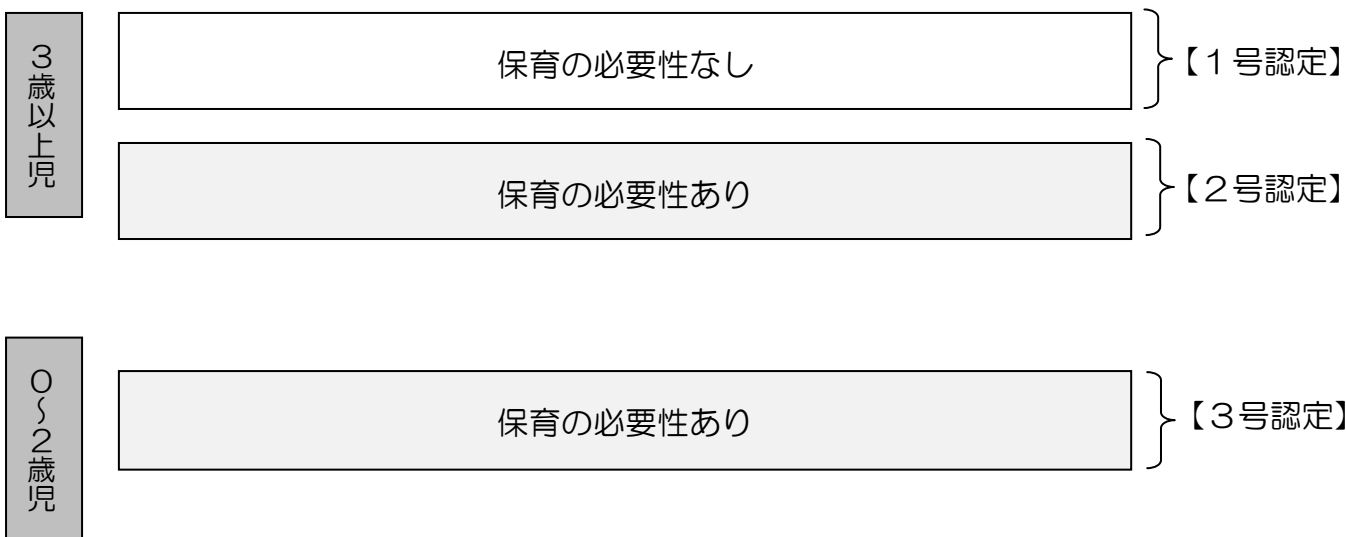 ３歳以上児
保育の必要性なし
【１号認定】
保育の必要性あり
【２号認定】
０～２歳児
保育の必要性あり
【３号認定】